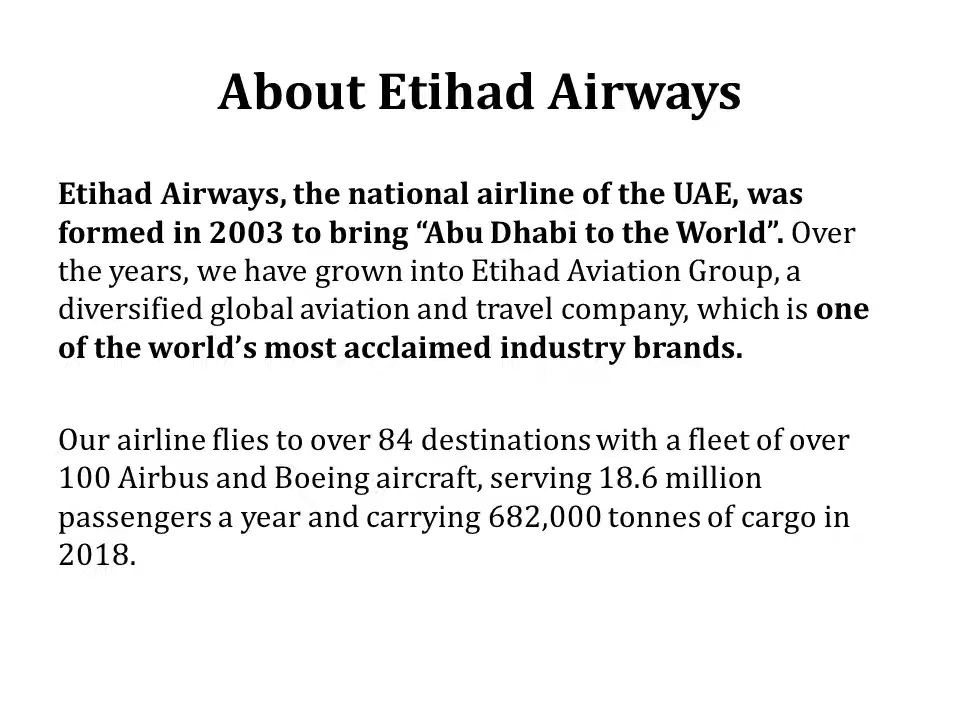 About Etihad Airways
Etihad Airways, the national airline of the UAE, was
formed in 2003 to bring “Abu Dhabi to the World”. Over
the years, we have grown into Etihad Aviation Group, a
diversified global aviation and travel company, which is one
of the world’s most acclaimed industry brands.
Our airline flies to over 84 destinations with a fleet of over
100 Airbus and Boeing aircraft, serving 18.6 million
passengers a year and carrying 682,000 tonnes of cargo in
2018.